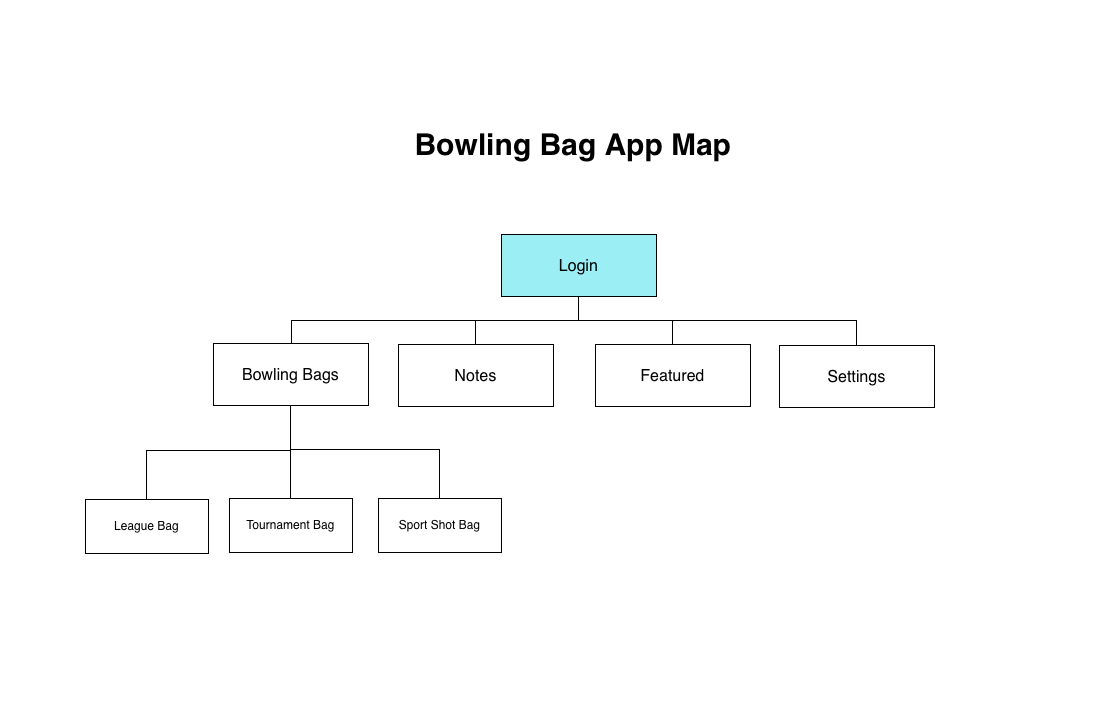 Bowling Bag App Map
Login
Bowling Bags
Notes
Featured
Settings
League Bag
Tournament Bag
Sport Shot Bag